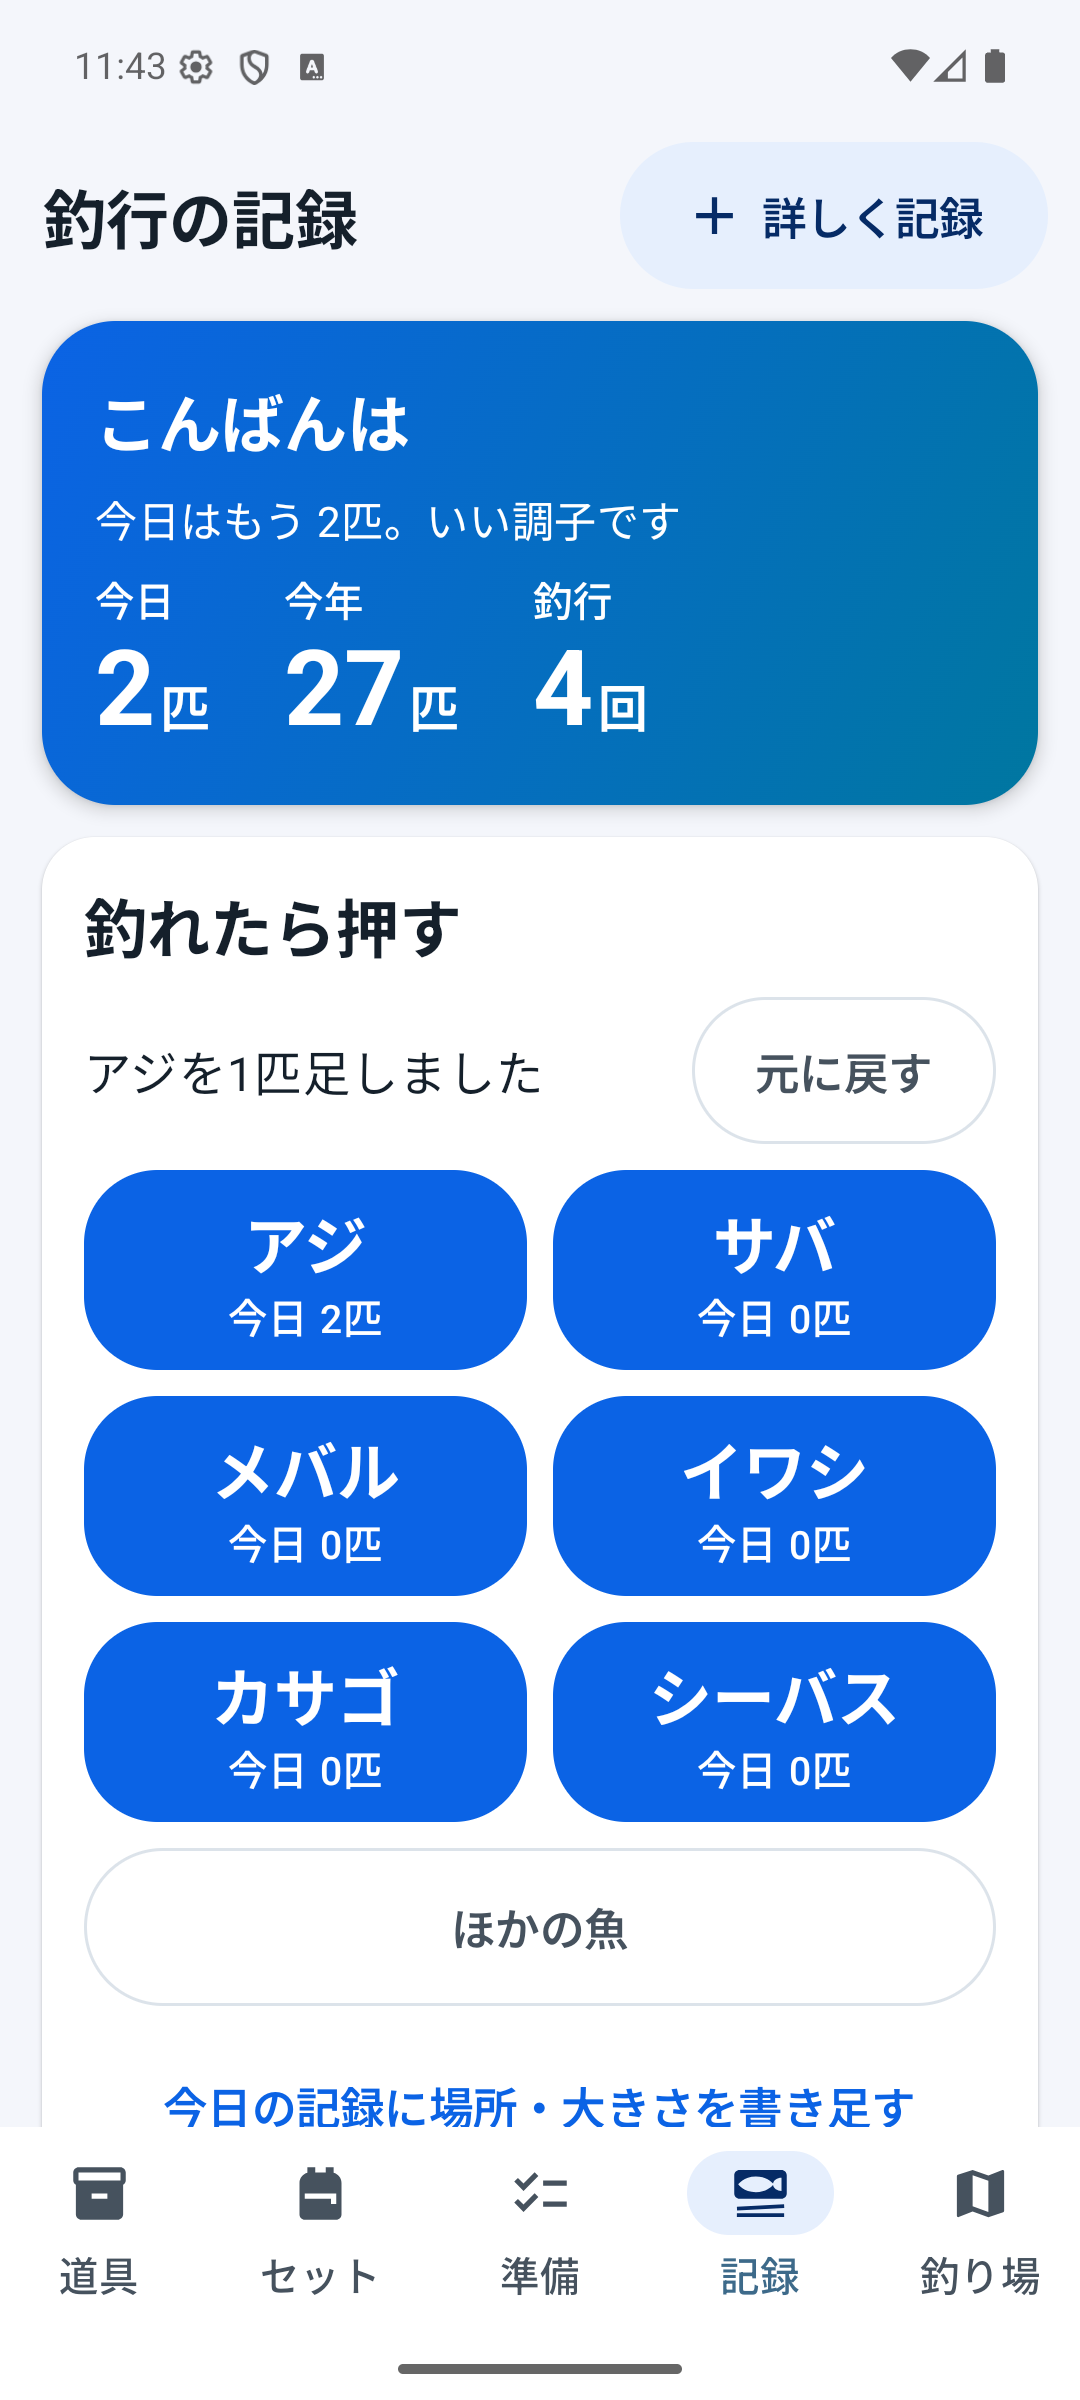 11:43
釣行の記録
+ 詳しく記録
こんばんは
今日はもう 2匹。いい調子です
今日 今年 釣行
2匹 27匹 4回
釣れたら押す
アジを1匹足しました
元に戻す
アジ
今日 2匹
サバ
今日 0匹
メバル
今日 0匹
イワシ
今日 0匹
カサゴ
今日 0匹
シーバス
今日 0匹
ほかの魚
今日の記録に場所・大きさを書き足す
道具 セット 準備 記録 釣り場